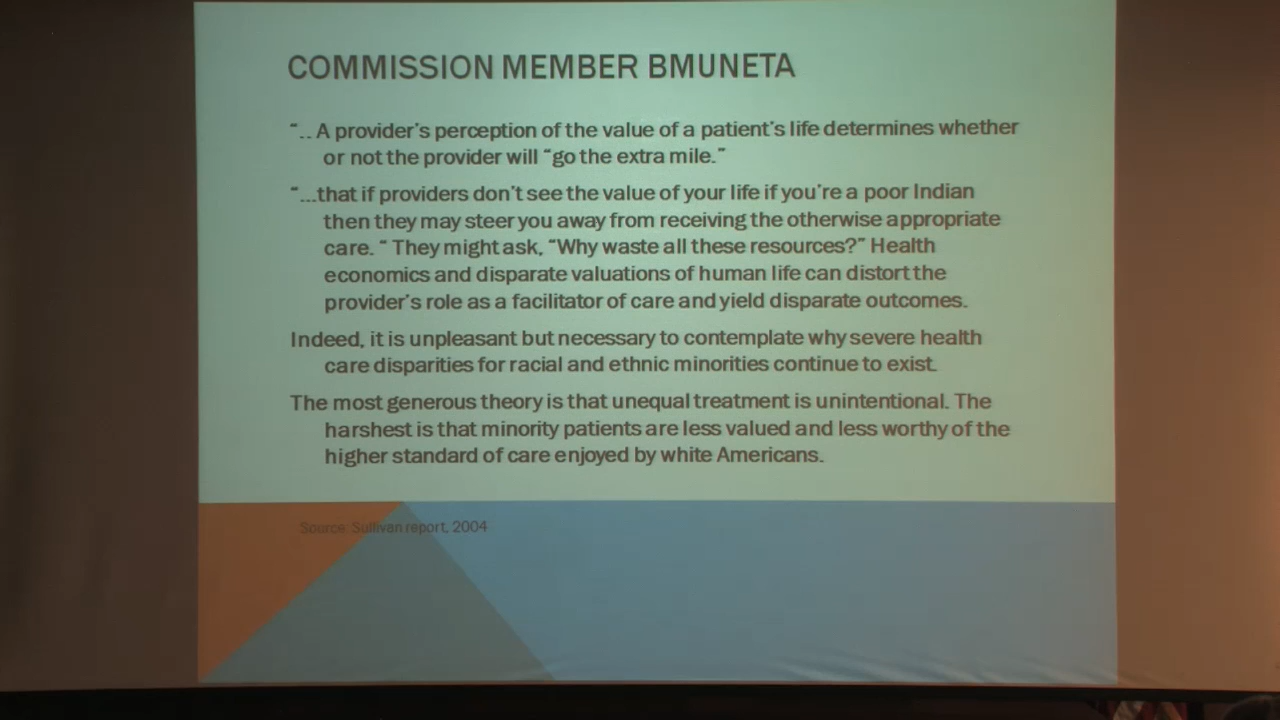 COMMISSION MEMBER BMUNETA
“.. A provider’s perception of the value of a patient’s life determines whether
or not the provider will “go the extra mile.”
“...that if providers don’t see the value of your life if you’re a poor Indian
then they may steer you away from receiving the otherwise appropriate
care. “ They might ask, “Why waste all these resources?” Health
economics and disparate valuations of human life can distort the
provider’s role as a facilitator of care and yield disparate outcomes.
Indeed, it is unpleasant but necessary to contemplate why severe health
care disparities for racial and ethnic minorities continue to exist.
The most generous theory is that unequal treatment is unintentional. The
harshest is that minority patients are less valued and less worthy of the
higher standard of care enjoyed by white Americans.
Source: Sullivan report, 2004